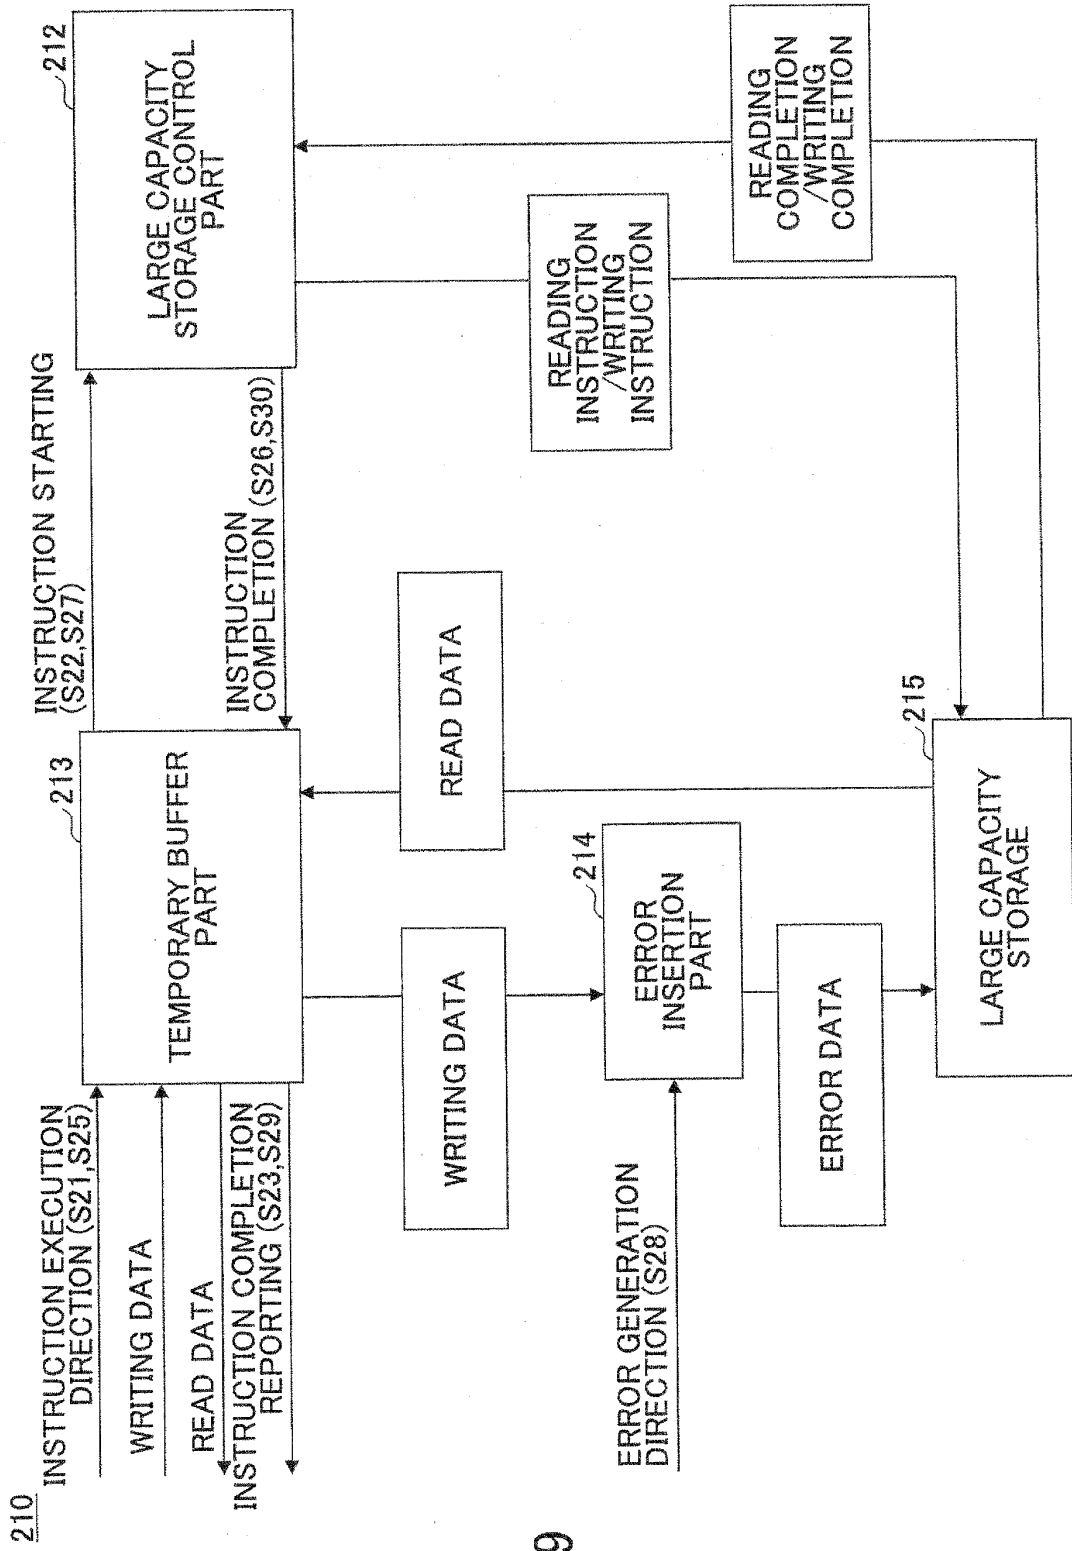 210
INSTRUCTION EXECUTION
DIRECTION (S21,S25)
WRITING DATA
READ DATA
INSTRUCTION COMPLETION
REPORTING (S23,S29)
213
TEMPORARY BUFFER
PART
INSTRUCTION STARTING
(S22,S27)
INSTRUCTION
COMPLETION (S26,S30)
212
LARGE CAPACITY
STORAGE CONTROL
PART
WRITING DATA
READ DATA
READING
INSTRUCTION
/WRITING
INSTRUCTION
READING
COMPLETION
/WRITING
COMPLETION
ERROR GENERATION
DIRECTION (S28)
214
ERROR
INSERTION
PART
ERROR DATA
215
LARGE CAPACITY
STORAGE
9